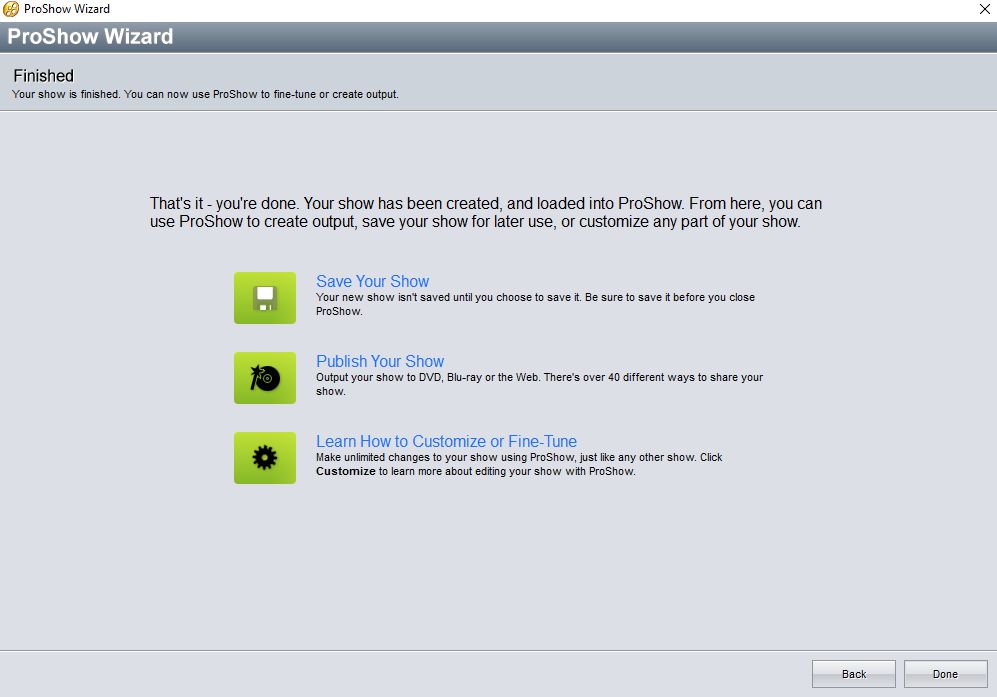 ProShow Wizard
ProShow Wizard
Finished
Your show is finished. You can now use ProShow to fine-tune or create output.
That's it - you're done. Your show has been created, and loaded into ProShow. From here, you can
use ProShow to create output, save your show for later use, or customize any part of your show.
Save Your Show
Your new show isn't saved until you choose to save it. Be sure to save it before you close
ProShow.
Publish Your Show
Output your show to DVD, Blu-ray or the Web. There's over 40 different ways to share your
show.
Learn How to Customize or Fine-Tune
Make unlimited changes to your show using ProShow, just like any other show. Click
Customize to learn more about editing your show with ProShow.
Back
Done